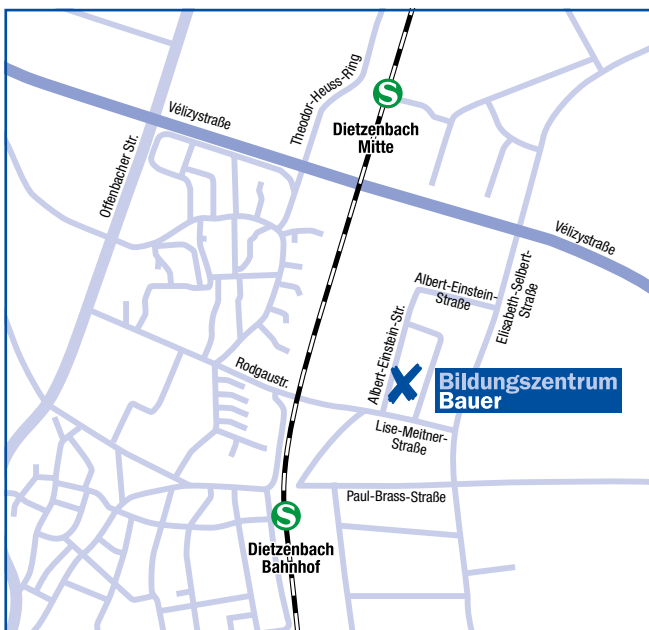 Theodor-Heuss-Ring
S
Dietzenbach
Mitte
Vélizystraße
Offenbacher Str.
Vélizystraße
Albert-Einstein-
Straße
Elisabeth-Selbert-
Straße
Albert-Einstein-Str.
Rodgaustr.
Bildungszentrum
Bauer
Lise-Meitner-
Straße
Paul-Brass-Straße
S
Dietzenbach
Bahnhof